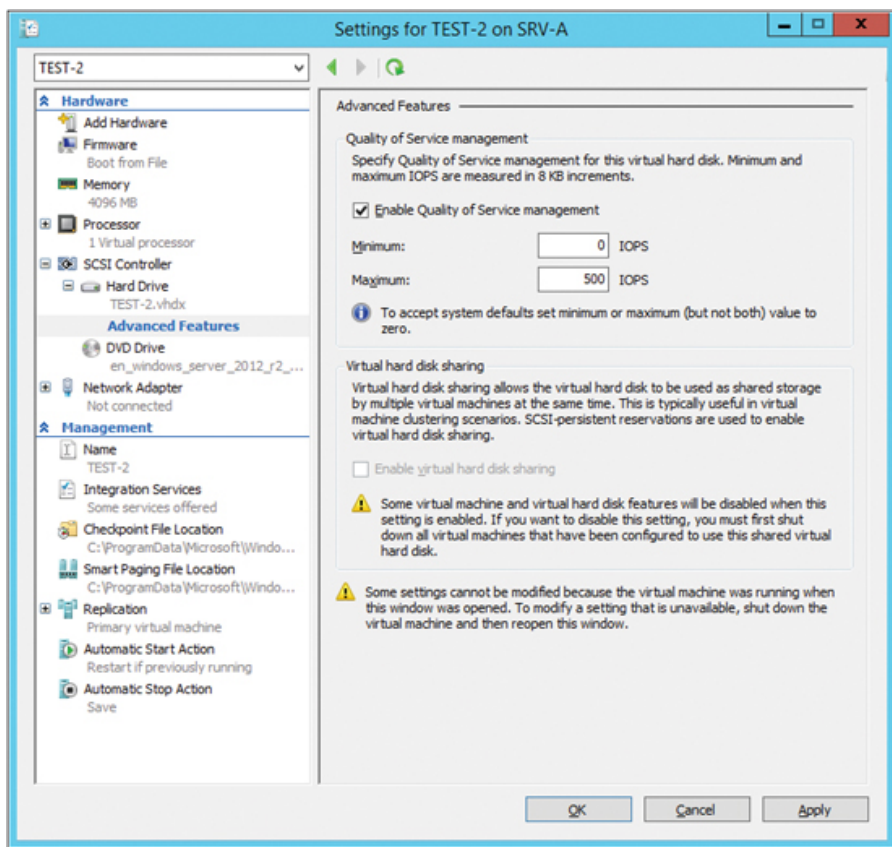 Settings for TEST-2 on SRV-A
TEST-2
Hardware
Add Hardware
Firmware
Boot from File
Memory
4096 MB
Processor
1 Virtual processor
SCSI Controller
Hard Drive
TEST-2.vhdx
Advanced Features
DVD Drive
en_windows_server_2012_r2_...
Network Adapter
Not connected
Management
Name
TEST-2
Integration Services
Some services offered
Checkpoint File Location
C:\ProgramData\Microsoft\Windo...
Smart Paging File Location
C:\ProgramData\Microsoft\Windo...
Replication
Primary virtual machine
Automatic Start Action
Restart if previously running
Automatic Stop Action
Save
Advanced Features
Quality of Service management
Specify Quality of Service management for this virtual hard disk. Minimum and
maximum IOPS are measured in 8 KB increments.
Enable Quality of Service management
Minimum: 0 IOPS
Maximum: 500 IOPS
To accept system defaults set minimum or maximum (but not both) value to
zero.
Virtual hard disk sharing
Virtual hard disk sharing allows the virtual hard disk to be used as shared storage
by multiple virtual machines at the same time. This is typically useful in virtual
machine clustering scenarios. SCSI-persistent reservations are used to enable
virtual hard disk sharing.
Enable virtual hard disk sharing
Some virtual machine and virtual hard disk features will be disabled when this
setting is enabled. If you want to disable this setting, you must first shut
down all virtual machines that have been configured to use this shared virtual
hard disk.
Some settings cannot be modified because the virtual machine was running when
this window was opened. To modify a setting that is unavailable, shut down the
virtual machine and then reopen this window.
OK Cancel Apply